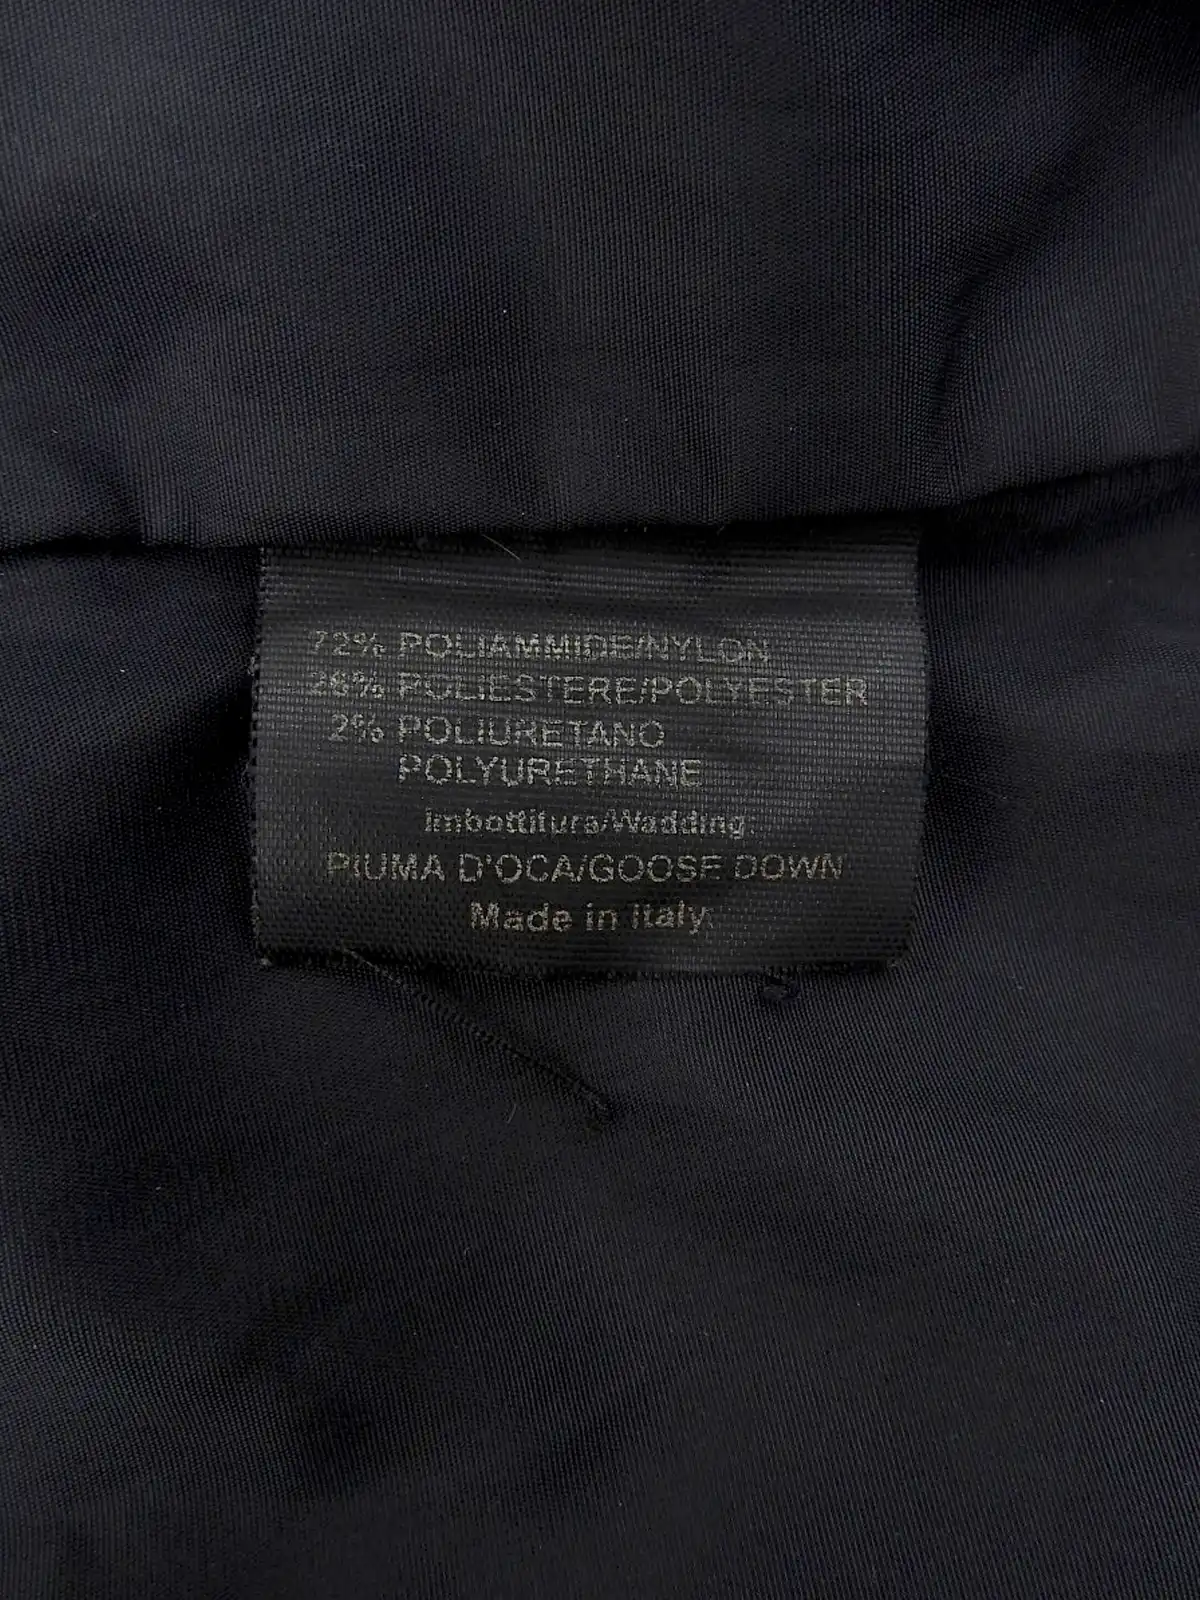 72% POLIAMMIDE/NYLON
26% POLIESTERE/POLYESTER
2% POLIURETANO
POLYURETHANE
Imbottitura/Wadding:
PIUMA D'OCA/GOOSE DOWN
Made in Italy